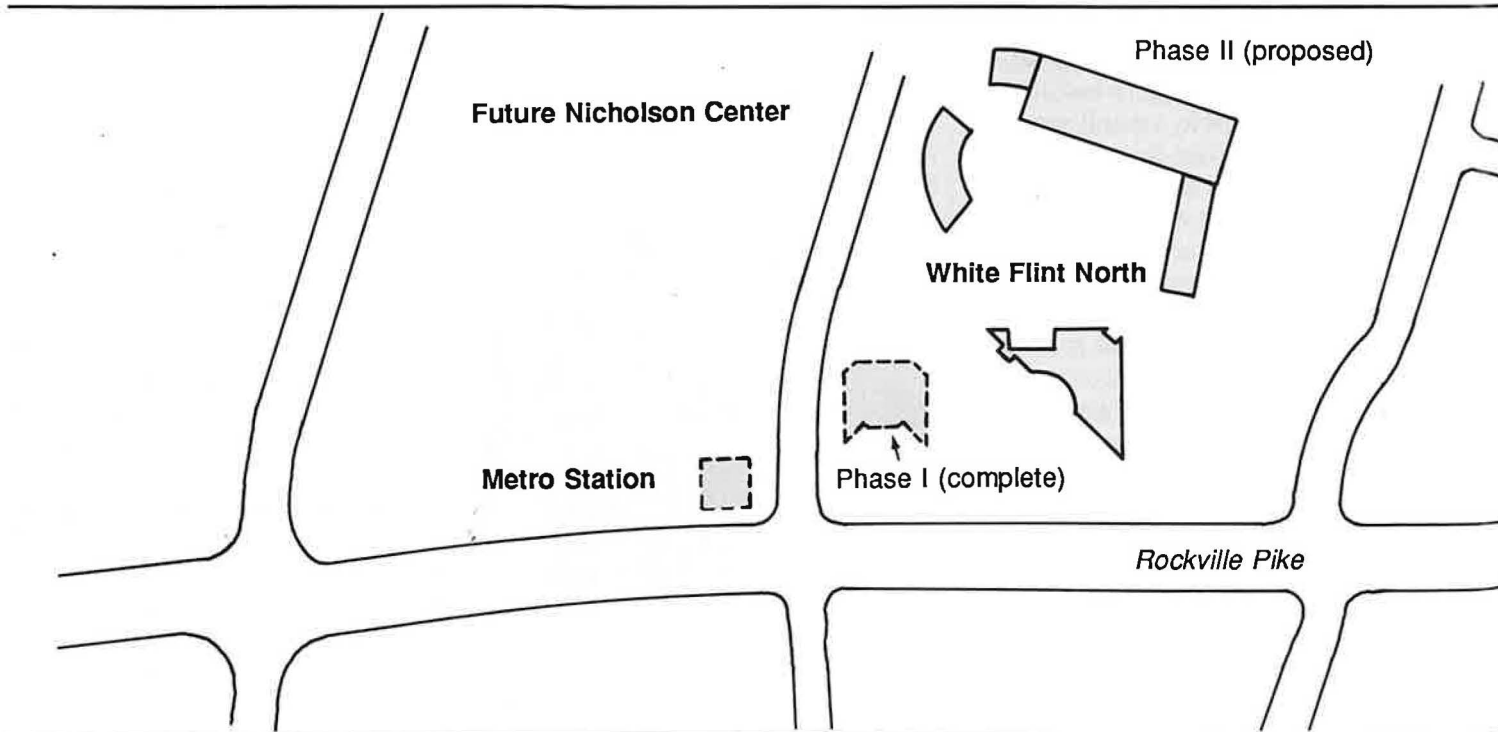 Phase II (proposed)
Future Nicholson Center
White Flint North
Metro Station
Phase I (complete)
Rockville Pike